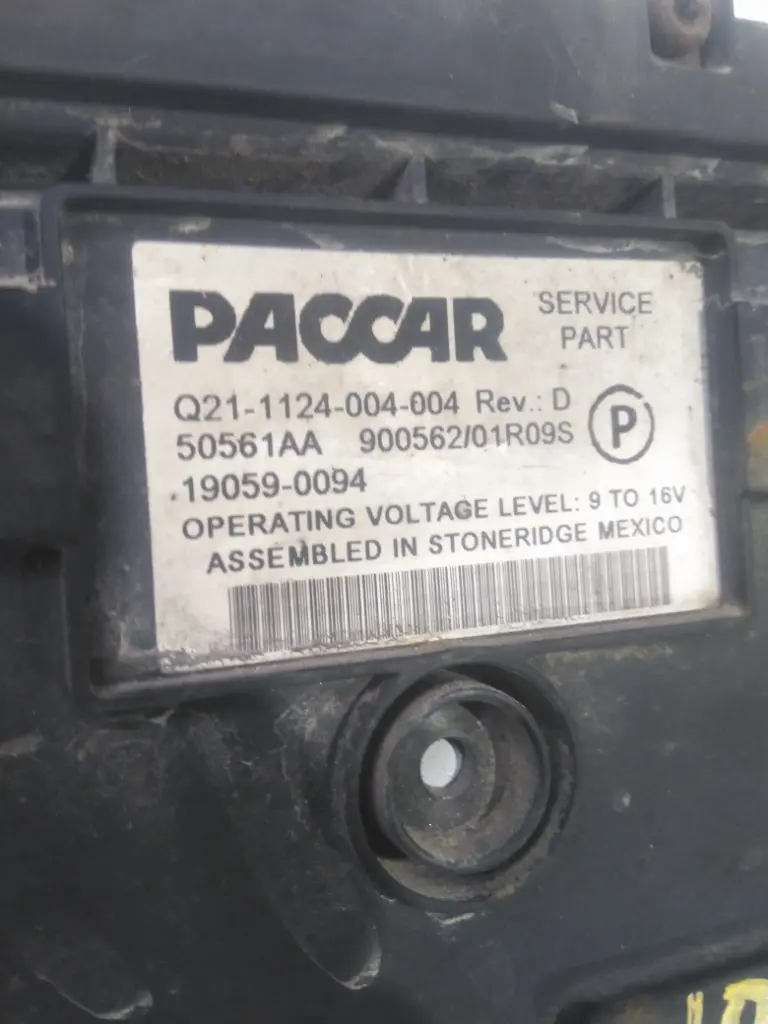 PACCAR
SERVICE
PART
Q21-1124-004-004 Rev.: D
50561AA 900562/01R09S
P
19059-0094
OPERATING VOLTAGE LEVEL: 9 TO 16V
ASSEMBLED IN STONERIDGE MEXICO